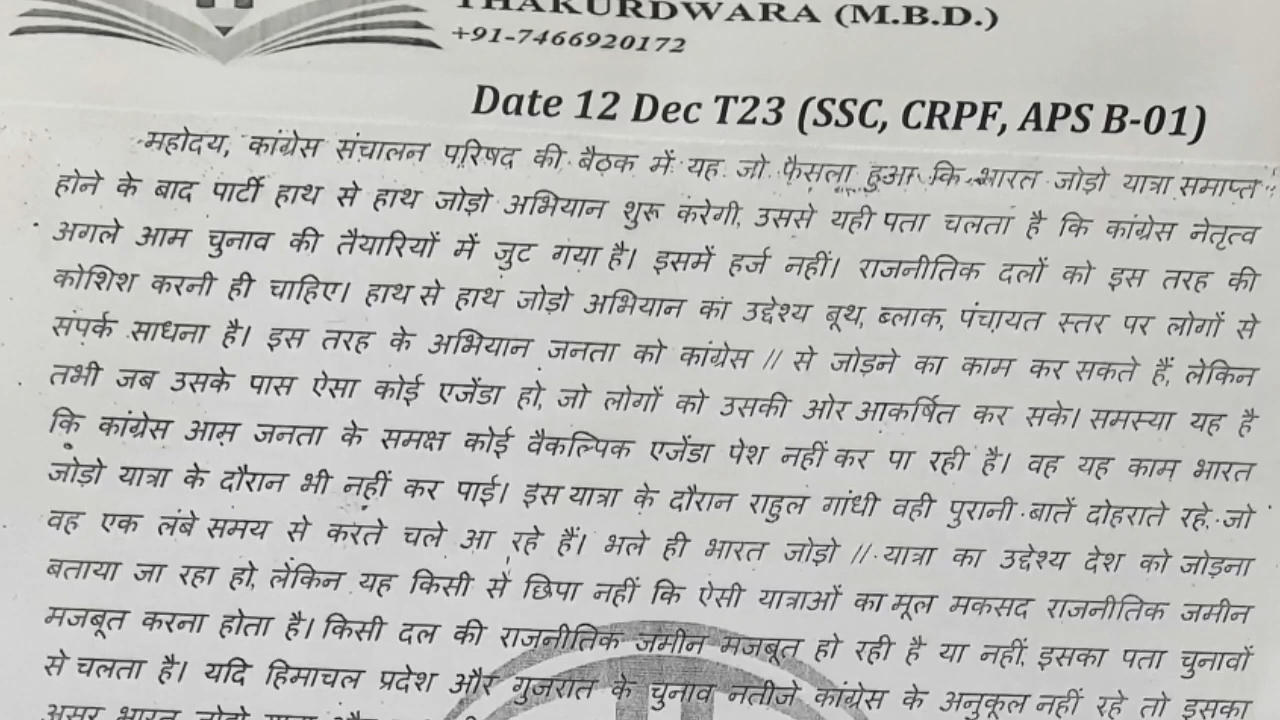 THAKURDWARA (M.B.D.)
+91-7466920172
Date 12 Dec T23 (SSC, CRPF, APS B-01)
महोदय, कांग्रेस संचालन परिषद की बैठक में यह जो फैसला हुआ कि भारत जोड़ो यात्रा समाप्त
होने के बाद पार्टी हाथ से हाथ जोड़ो अभियान शुरू करेगी, उससे यही पता चलता है कि कांग्रेस नेतृत्व
अगले आम चुनाव की तैयारियों में जुट गया है। इसमें हर्ज नहीं। राजनीतिक दलों को इस तरह की
कोशिश करनी ही चाहिए। हाथ से हाथ जोड़ो अभियान का उद्देश्य बूथ, ब्लाक, पंचायत स्तर पर लोगों से
संपर्क साधना है। इस तरह के अभियान जनता को कांग्रेस // से जोड़ने का काम कर सकते हैं, लेकिन
तभी जब उसके पास ऐसा कोई एजेंडा हो, जो लोगों को उसकी ओर आकर्षित कर सके। समस्या यह है
कि कांग्रेस आम जनता के समक्ष कोई वैकल्पिक एजेंडा पेश नहीं कर पा रही है। वह यह काम भारत
जोड़ो यात्रा के दौरान भी नहीं कर पाई। इस यात्रा के दौरान राहुल गांधी वही पुरानी बातें दोहराते रहे, जो
वह एक लंबे समय से करते चले आ रहे हैं। भले ही भारत जोड़ो // यात्रा का उद्देश्य देश को जोड़ना
बताया जा रहा हो, लेकिन यह किसी से छिपा नहीं कि ऐसी यात्राओं का मूल मकसद राजनीतिक जमीन
मजबूत करना होता है। किसी दल की राजनीतिक जमीन मजबूत हो रही है या नहीं, इसका पता चुनावों
से चलता है। यदि हिमाचल प्रदेश और गुजरात के चुनाव नतीजे कांग्रेस के अनुकूल नहीं रहे तो इसका
असर भारत जोड़ो यात्रा और